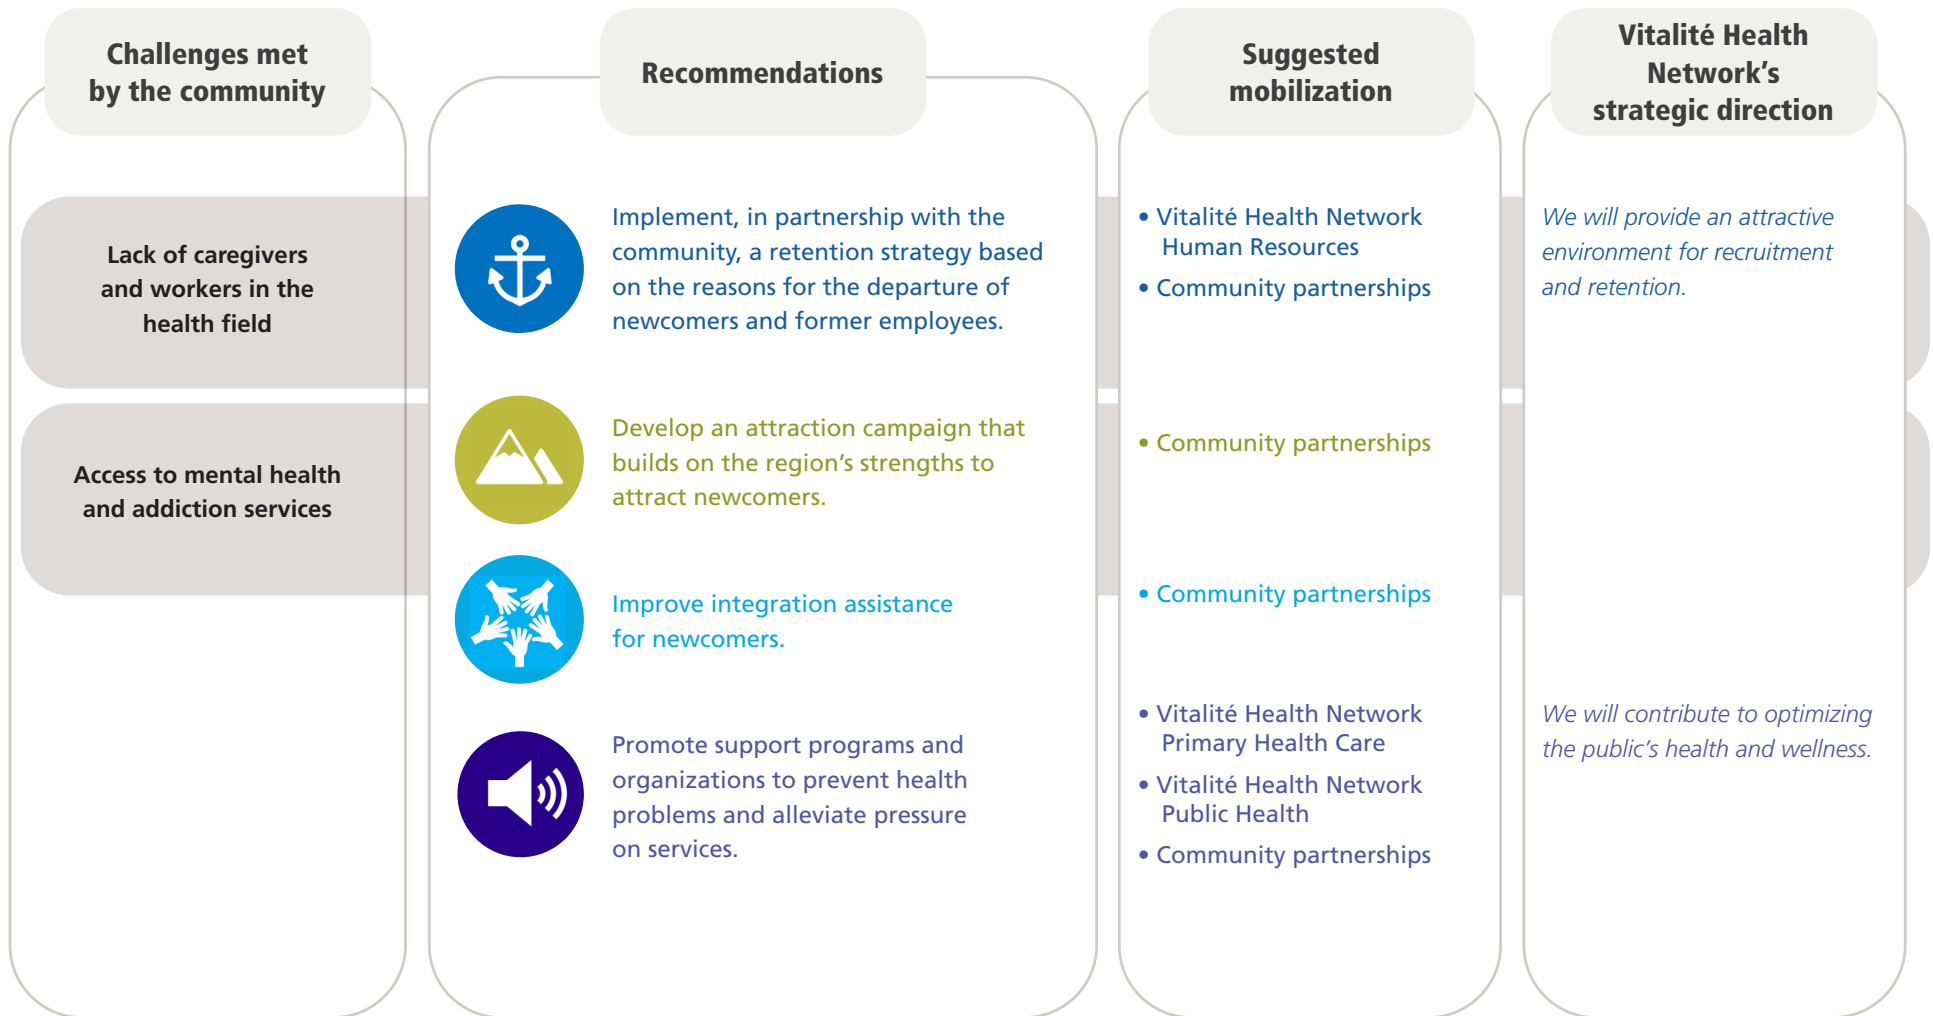 Challenges met
by the community
Recommendations
Suggested
mobilization
Vitalité Health
Network’s
strategic direction
Lack of caregivers
and workers in the
health field
Access to mental health
and addiction services
Implement, in partnership with the
community, a retention strategy based
on the reasons for the departure of
newcomers and former employees.
• Vitalité Health Network
Human Resources
• Community partnerships
We will provide an attractive
environment for recruitment
and retention.
Develop an attraction campaign that
builds on the region’s strengths to
attract newcomers.
• Community partnerships
Improve integration assistance
for newcomers.
• Community partnerships
Promote support programs and
organizations to prevent health
problems and alleviate pressure
on services.
• Vitalité Health Network
Primary Health Care
• Vitalité Health Network
Public Health
• Community partnerships
We will contribute to optimizing
the public’s health and wellness.